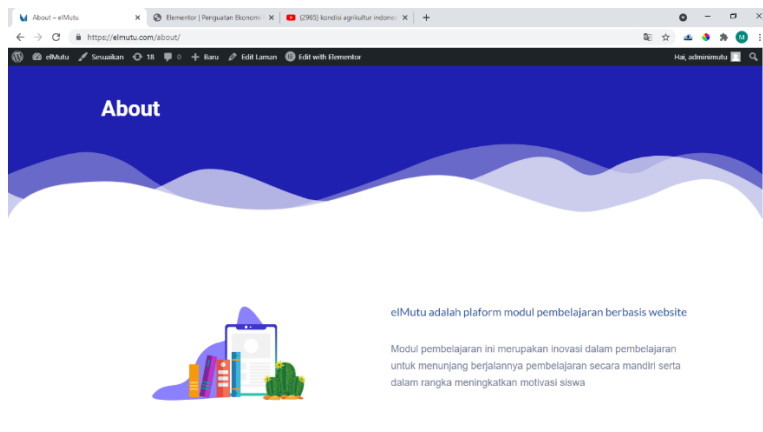 About – elMutu
Elementor | Penguatan Ekonomi
(2965) kondisi agrikultur indone
https://elmutu.com/about/
elMutu Sesuaikan 18 0 Baru Edit Laman Edit with Elementor Hai, adminimutu
About
elMutu adalah plaform modul pembelajaran berbasis website
Modul pembelajaran ini merupakan inovasi dalam pembelajaran
untuk menunjang berjalannya pembelajaran secara mandiri serta
dalam rangka meningkatkan motivasi siswa